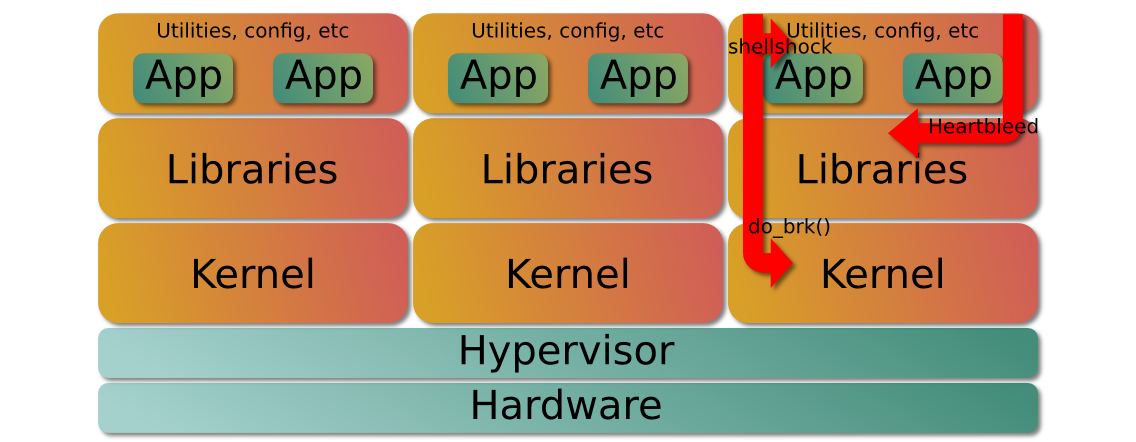 Utilities, config, etc
App App
Libraries
Kernel
Utilities, config, etc
App App
Libraries
Kernel
Utilities, config, etc
shellshock
App App
Heartbleed
Libraries
do_brk()
Kernel
Hypervisor
Hardware